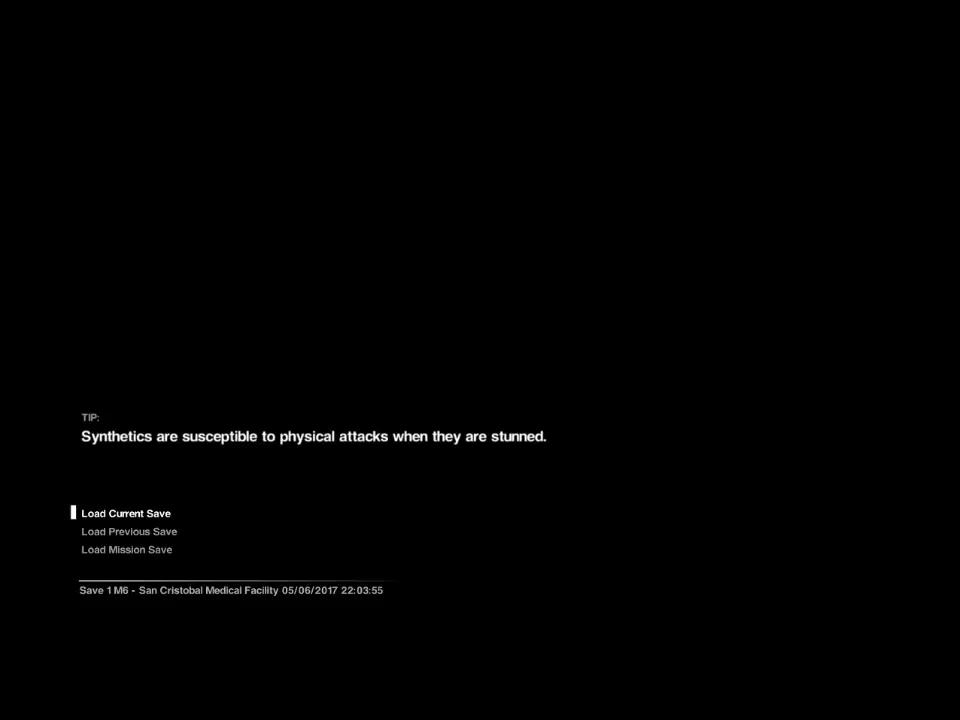 TIP:
Synthetics are susceptible to physical attacks when they are stunned.
Load Current Save
Load Previous Save
Load Mission Save
Save 1 M6 - San Cristobal Medical Facility 05/06/2017 22:03:55